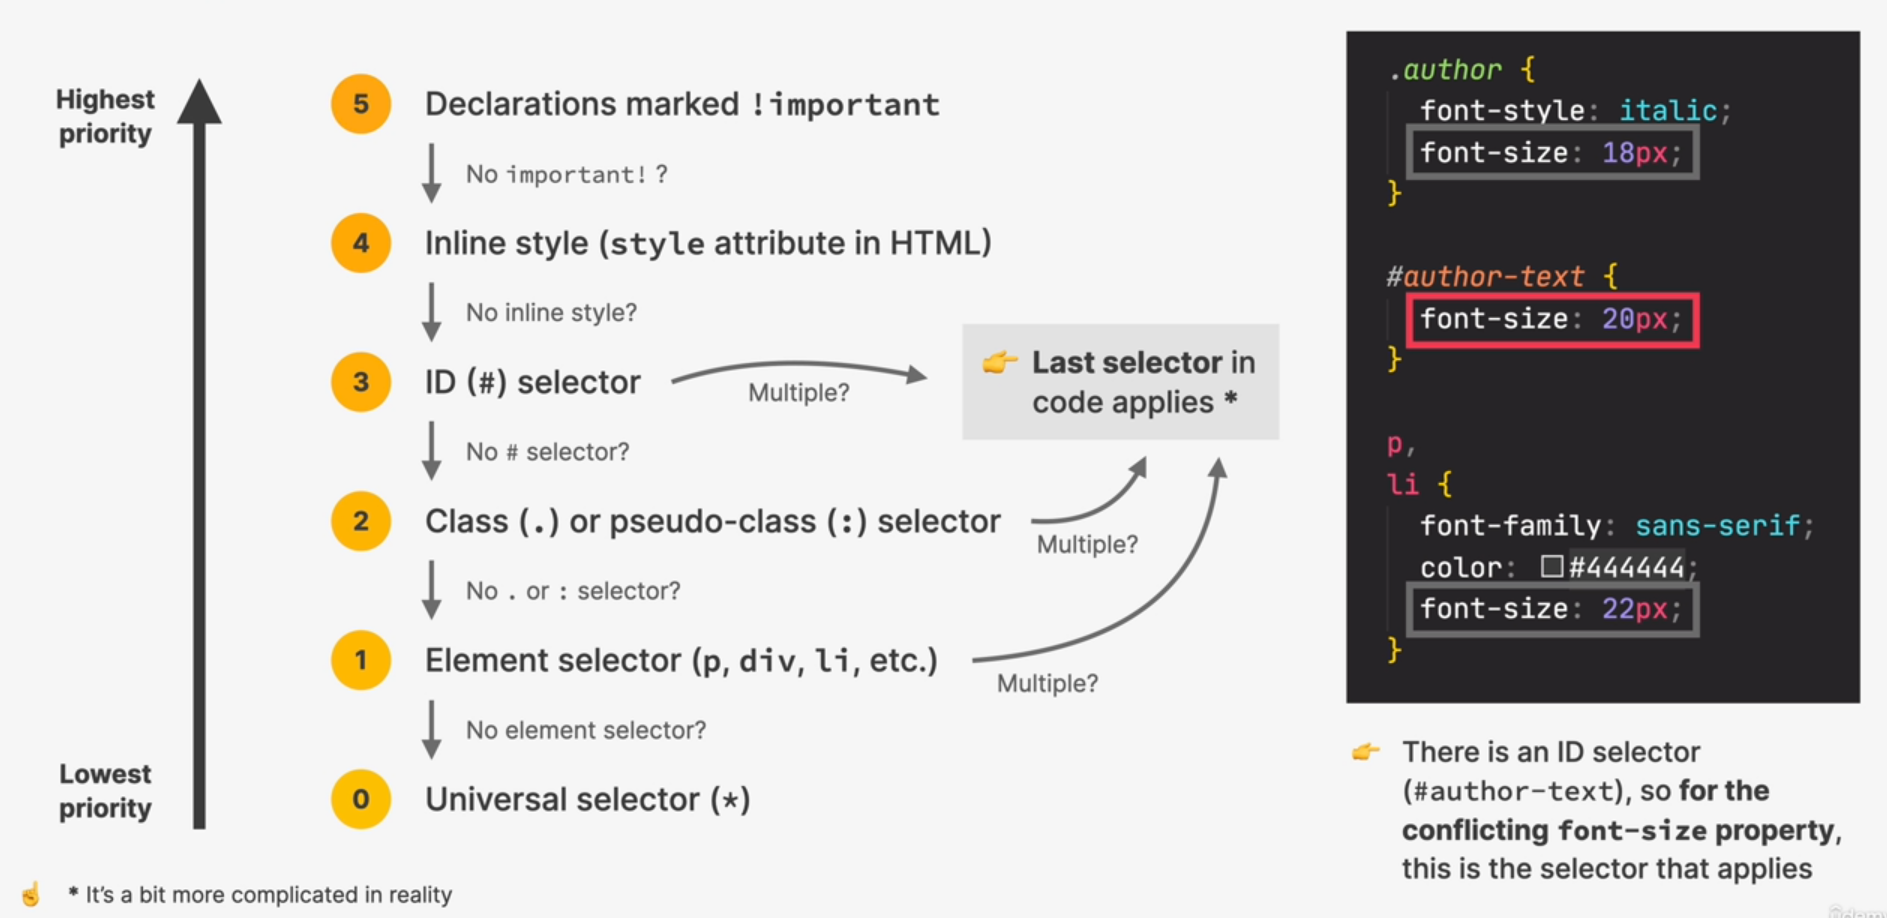 Highest
priority
5 Declarations marked !important
No important! ?
4 Inline style (style attribute in HTML)
No inline style?
3 ID (#) selector
Multiple?
Last selector in
code applies *
No # selector?
2 Class (.) or pseudo-class (:) selector
Multiple?
No . or : selector?
1 Element selector (p, div, li, etc.)
Multiple?
No element selector?
Lowest
priority
0 Universal selector (*)
* It's a bit more complicated in reality
.author {
font-style: italic;
font-size: 18px;
}
#author-text {
font-size: 20px;
}
p,
li {
font-family: sans-serif;
color: #444444;
font-size: 22px;
}
There is an ID selector
(#author-text), so for the
conflicting font-size property,
this is the selector that applies